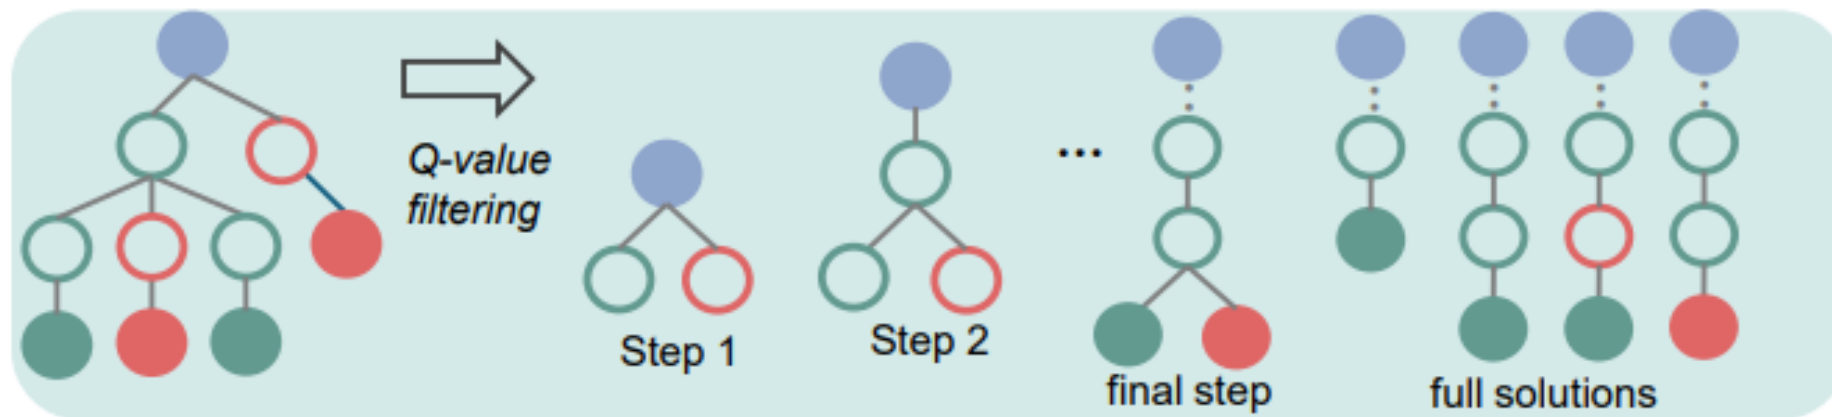 Q-value
filtering
Step 1
Step 2
...
final step
full solutions